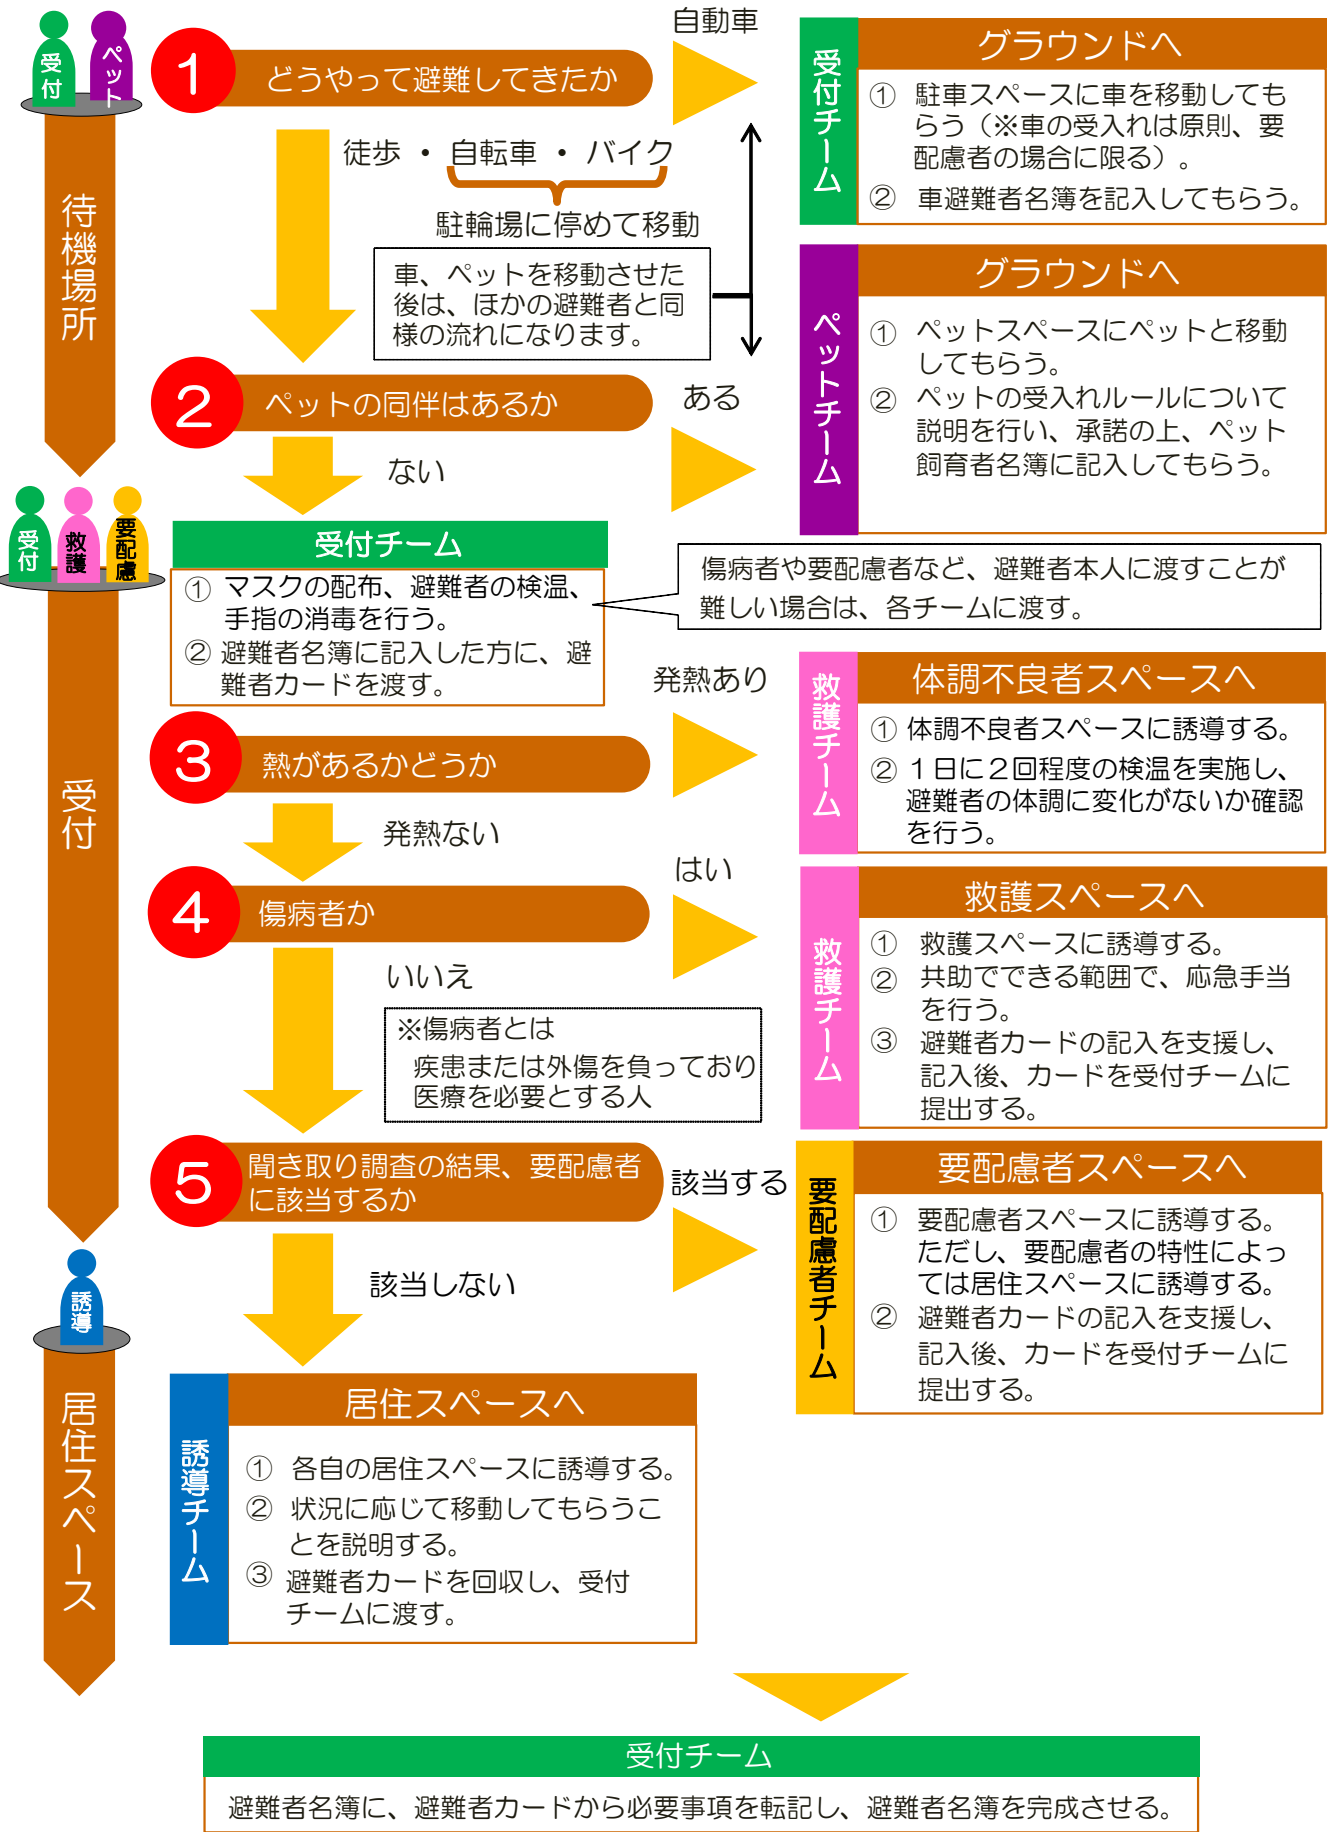 受付
ペット
待機場所
1
どうやって避難してきたか
自動車
徒歩 ・ 自転車 ・ バイク
駐輪場に停めて移動
車、ペットを移動させた
後は、ほかの避難者と同
様の流れになります。
受付チーム
グラウンドへ
① 駐車スペースに車を移動しても
らう（※車の受入れは原則、要
配慮者の場合に限る）。
② 車避難者名簿を記入してもらう。
2
ペットの同伴はあるか
ある
ない
ペットチーム
グラウンドへ
① ペットスペースにペットと移動
してもらう。
② ペットの受入れルールについて
説明を行い、承諾の上、ペット
飼育者名簿に記入してもらう。
受付
救護
要配慮
受付
受付チーム
① マスクの配布、避難者の検温、
手指の消毒を行う。
② 避難者名簿に記入した方に、避
難者カードを渡す。
傷病者や要配慮者など、避難者本人に渡すことが
難しい場合は、各チームに渡す。
3
熱があるかどうか
発熱あり
発熱ない
救護チーム
体調不良者スペースへ
① 体調不良者スペースに誘導する。
② １日に２回程度の検温を実施し、
避難者の体調に変化がないか確認
を行う。
4
傷病者か
はい
いいえ
※傷病者とは
疾患または外傷を負っており
医療を必要とする人
救護チーム
救護スペースへ
① 救護スペースに誘導する。
② 共助でできる範囲で、応急手当
を行う。
③ 避難者カードの記入を支援し、
記入後、カードを受付チームに
提出する。
5
聞き取り調査の結果、要配慮者
に該当するか
該当する
該当しない
要配慮者チーム
要配慮者スペースへ
① 要配慮者スペースに誘導する。
ただし、要配慮者の特性によっ
ては居住スペースに誘導する。
② 避難者カードの記入を支援し、
記入後、カードを受付チームに
提出する。
誘導
居住スペース
誘導チーム
居住スペースへ
① 各自の居住スペースに誘導する。
② 状況に応じて移動してもらうこ
とを説明する。
③ 避難者カードを回収し、受付
チームに渡す。
受付チーム
避難者名簿に、避難者カードから必要事項を転記し、避難者名簿を完成させる。